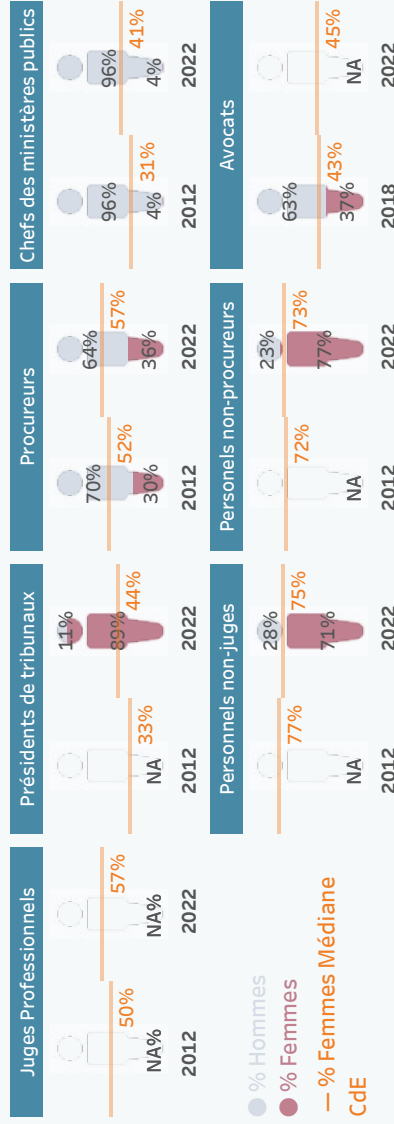 Juges Professionnels
NA%
50%
2012
NA%
57%
2022
Présidents de tribunaux
NA
33%
2012
11%
89%
44%
2022
Procureurs
70%
30%
52%
2012
64%
36%
57%
2022
Chefs des ministères publics
96%
4%
31%
2012
96%
4%
41%
2022
% Hommes
% Femmes
% Femmes Médiane
CdE
Personnels non-juges
NA
77%
2012
28%
71%
75%
2022
Personels non-procureurs
NA
72%
2012
23%
77%
73%
2022
Avocats
63%
37%
43%
2018
NA
45%
2022